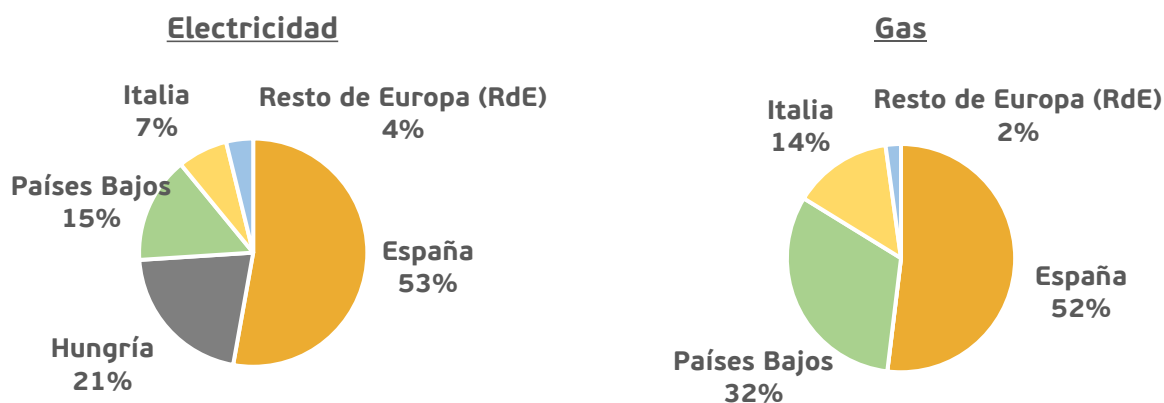 Electricidad
Italia
7%
Resto de Europa (RdE)
4%
Países Bajos
15%
España
53%
Hungría
21%
Gas
Italia
14%
Resto de Europa (RdE)
2%
España
52%
Países Bajos
32%